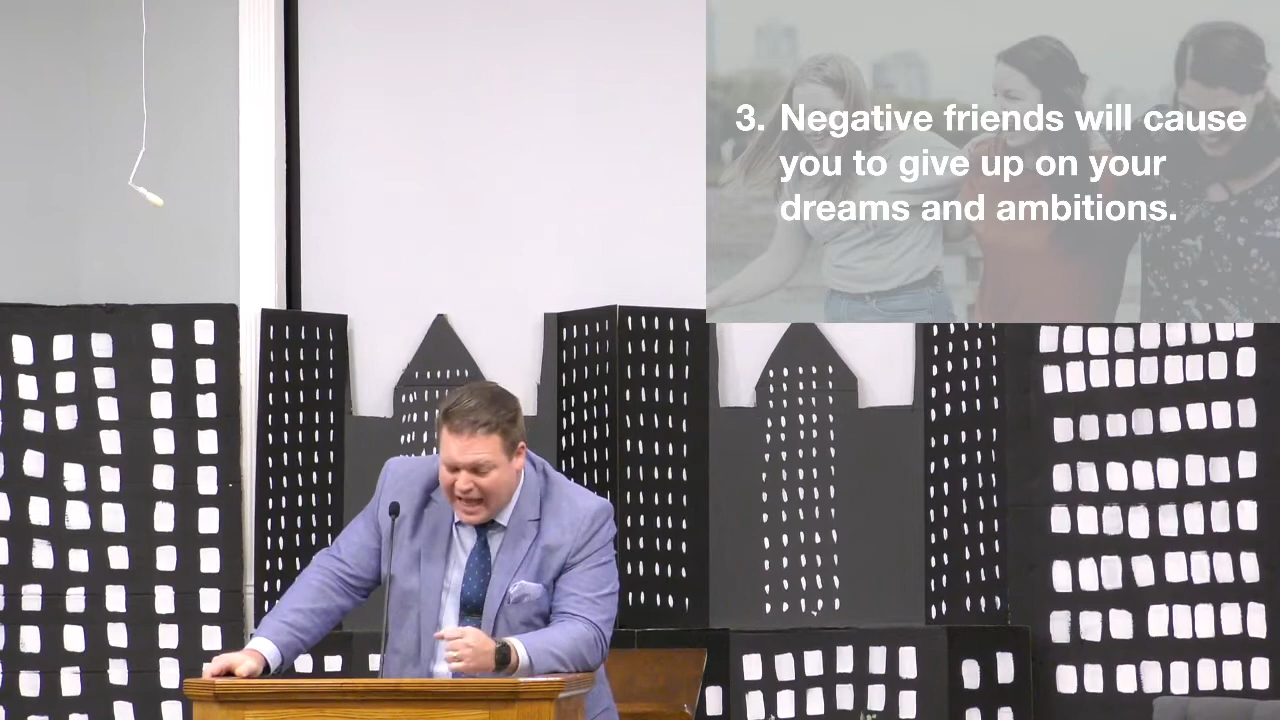 3. Negative friends will cause
you to give up on your
dreams and ambitions.